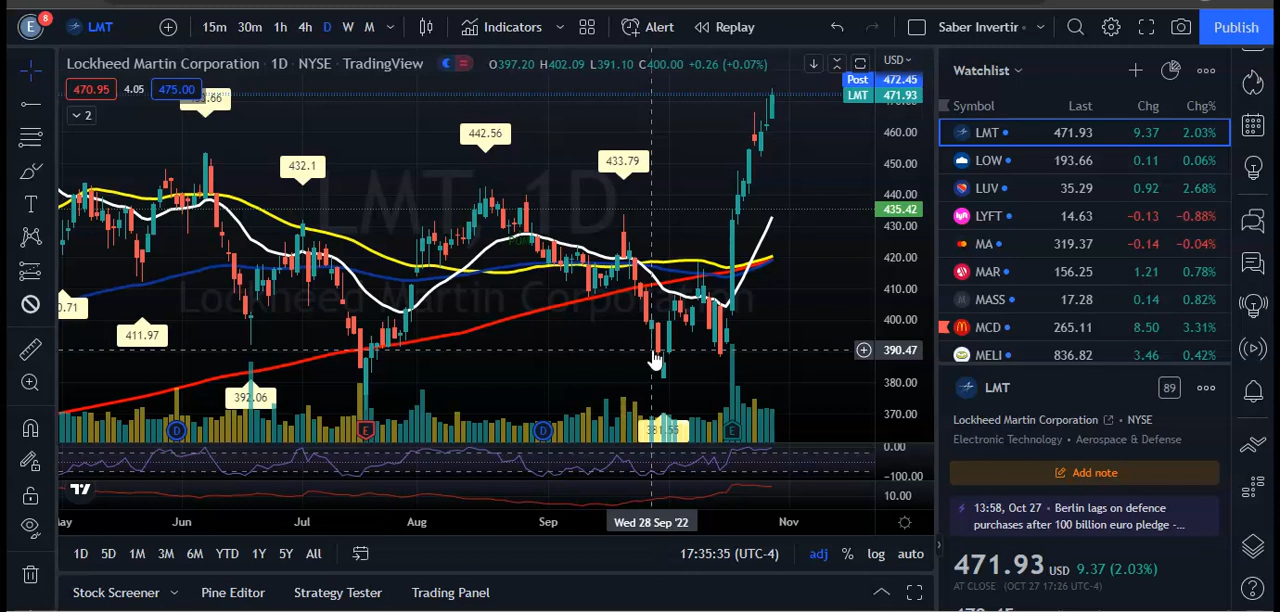 E 8 LMT 15m 30m 1h 4h D W M Indicators Alert Replay Saber Invertir Publish
Lockheed Martin Corporation · 1D · NYSE · TradingView O397.20 H402.09 L391.10 C400.00 +0.26 (+0.07%) USD
470.95 4.05 475.00
2
Post 472.45
LMT 471.93
460.00
450.00
440.00
435.42
430.00
420.00
410.00
400.00
390.47
380.00
370.00
0.00
-100.00
10.00
442.56
432.1
433.79
411.97
392.06
LMT, 1D
Lockheed Martin Corporation
D E D E
Jun Jul Aug Sep Wed 28 Sep '22 Nov
1D 5D 1M 3M 6M YTD 1Y 5Y All 17:35:35 (UTC-4) adj % log auto
Stock Screener Pine Editor Strategy Tester Trading Panel
Watchlist
Symbol Last Chg Chg%
LMT 471.93 9.37 2.03%
LOW 193.66 0.11 0.06%
LUV 35.29 0.92 2.68%
LYFT 14.63 −0.13 −0.88%
MA 319.37 −0.14 −0.04%
MAR 156.25 1.21 0.78%
MASS 17.28 0.14 0.82%
MCD 265.11 8.50 3.31%
MELI 836.82 3.46 0.42%
LMT 89
Lockheed Martin Corporation · NYSE
Electronic Technology • Aerospace & Defense
Add note
13:58, Oct 27 • Berlin lags on defence
purchases after 100 billion euro pledge -...
471.93 USD 9.37 (2.03%)
AT CLOSE (OCT 27 17:26 UTC-4)